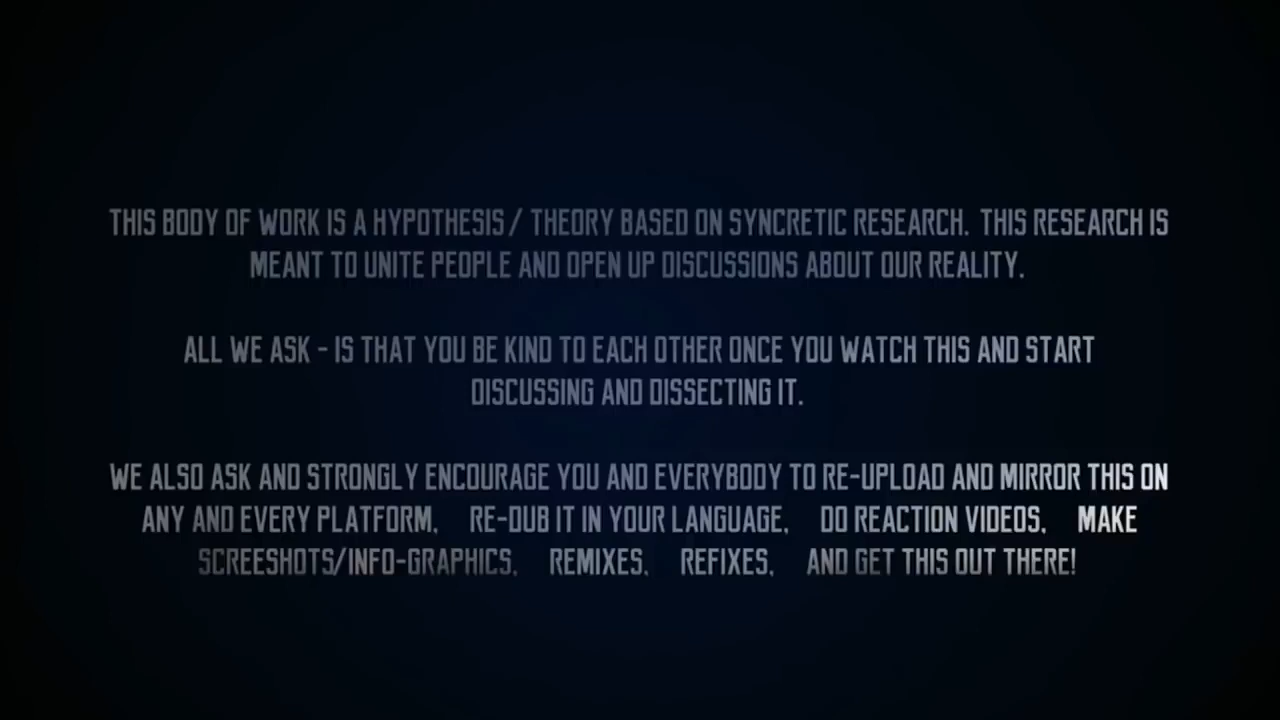 THIS BODY OF WORK IS A HYPOTHESIS / THEORY BASED ON SYNCRETIC RESEARCH. THIS RESEARCH IS
MEANT TO UNITE PEOPLE AND OPEN UP DISCUSSIONS ABOUT OUR REALITY.
ALL WE ASK - IS THAT YOU BE KIND TO EACH OTHER ONCE YOU WATCH THIS AND START
DISCUSSING AND DISSECTING IT.
WE ALSO ASK AND STRONGLY ENCOURAGE YOU AND EVERYBODY TO RE-UPLOAD AND MIRROR THIS ON
ANY AND EVERY PLATFORM, RE-DUB IT IN YOUR LANGUAGE, DO REACTION VIDEOS, MAKE
SCREESHOTS/INFO-GRAPHICS, REMIXES, REFIXES, AND GET THIS OUT THERE!